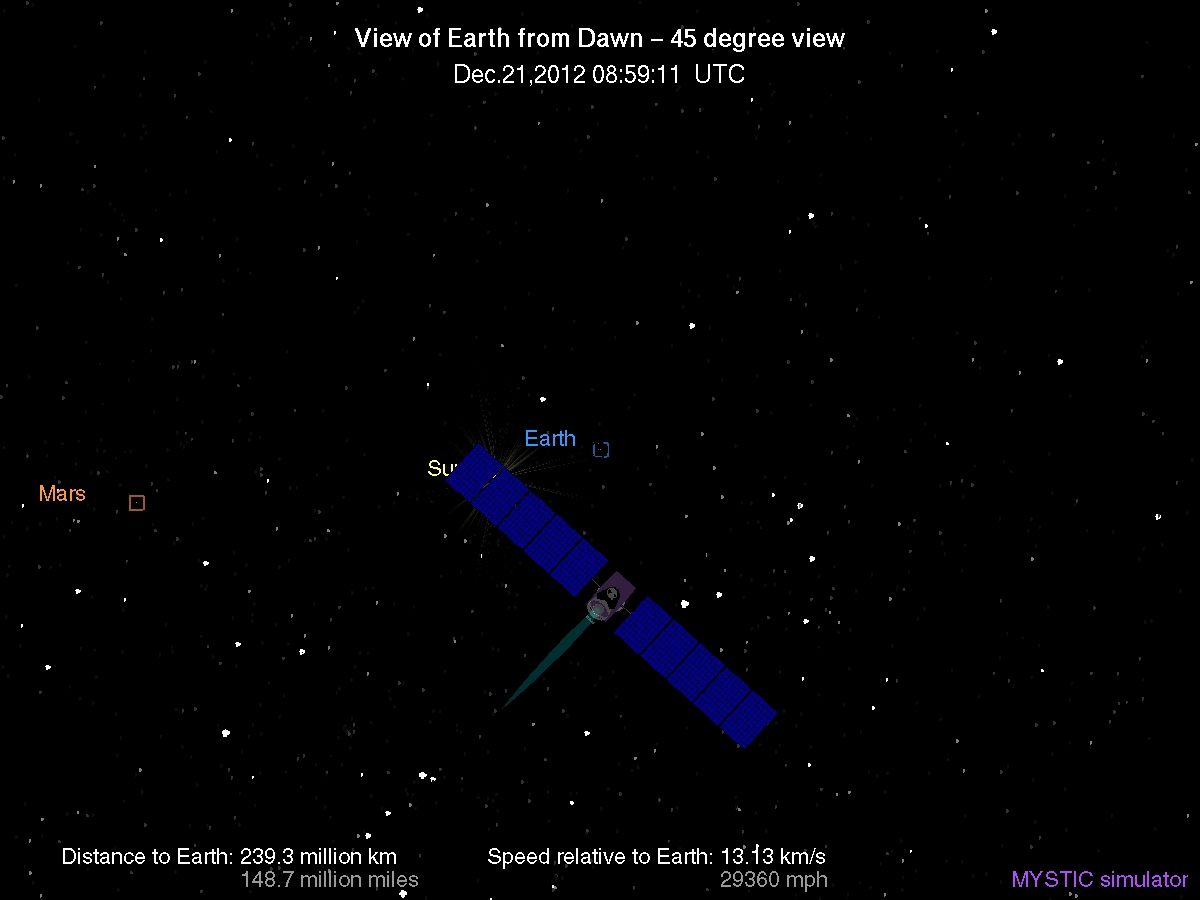 View of Earth from Dawn – 45 degree view
Dec.21,2012 08:59:11 UTC
Earth
Su
Mars
Distance to Earth: 239.3 million km
148.7 million miles
Speed relative to Earth: 13.13 km/s
29360 mph
MYSTIC simulator